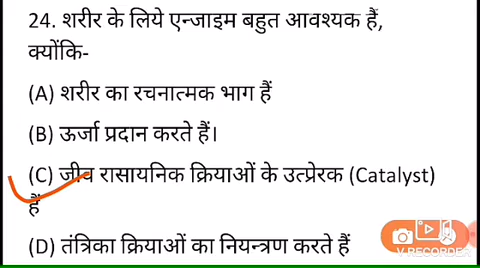 24. शरीर के लिये एन्जाइम बहुत आवश्यक हैं,
क्योंकि-
(A) शरीर का रचनात्मक भाग हैं
(B) ऊर्जा प्रदान करते हैं।
(C) जीव रासायनिक क्रियाओं के उत्प्रेरक (Catalyst)
हैं
(D) तंत्रिका क्रियाओं का नियन्त्रण करते हैं
V RECORDER